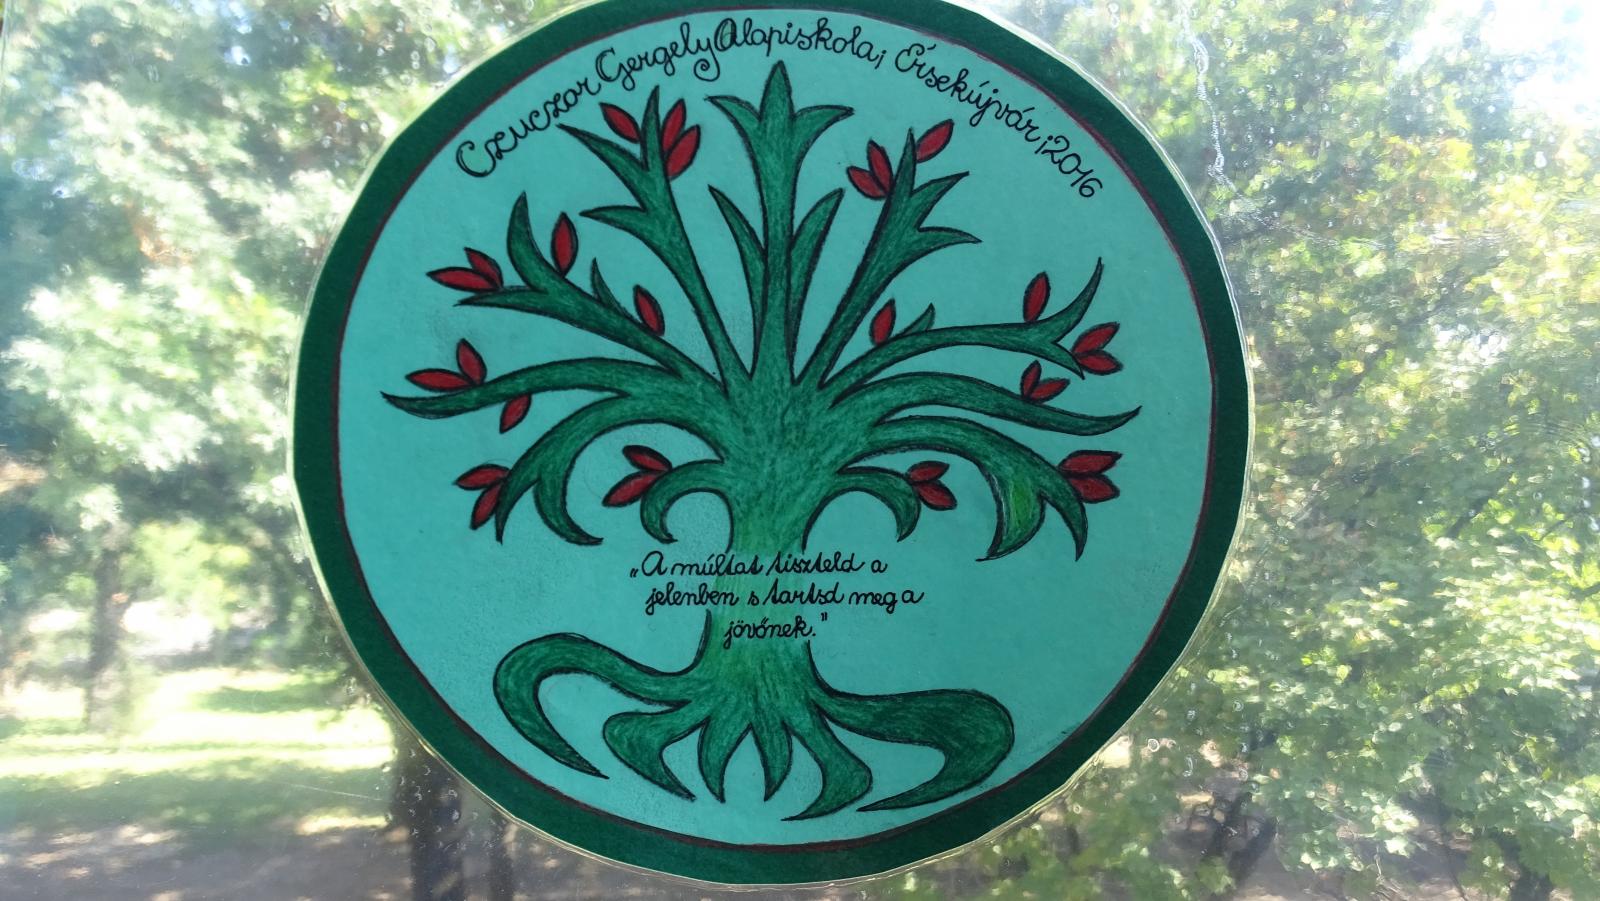 Czuczor Gergely Alapiskola; Érsekújvár; 2016
„A múltat tiszteld a
jelenben s tartsd meg a
jövőnek."